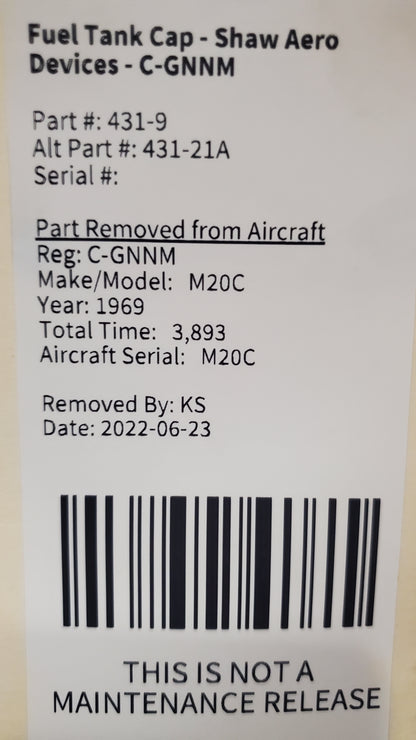 Fuel Tank Cap - Shaw Aero
Devices - C-GNNM
Part #: 431-9
Alt Part #: 431-21A
Serial #:
Part Removed from Aircraft
Reg: C-GNNM
Make/Model: M20C
Year: 1969
Total Time: 3,893
Aircraft Serial: M20C
Removed By: KS
Date: 2022-06-23
THIS IS NOT A
MAINTENANCE RELEASE